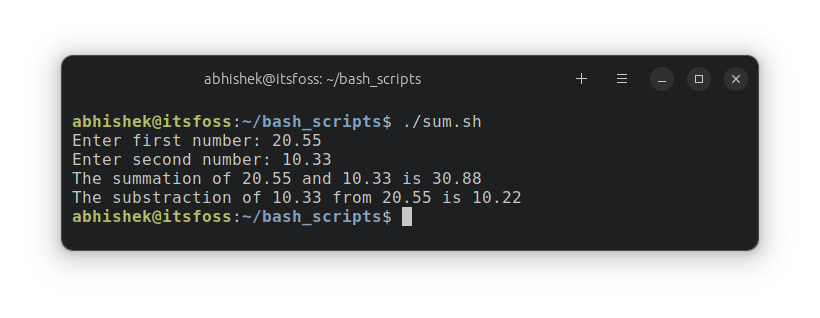 abhishek@itsfoss: ~/bash_scripts
abhishek@itsfoss:~/bash_scripts$ ./sum.sh
Enter first number: 20.55
Enter second number: 10.33
The summation of 20.55 and 10.33 is 30.88
The substraction of 10.33 from 20.55 is 10.22
abhishek@itsfoss:~/bash_scripts$